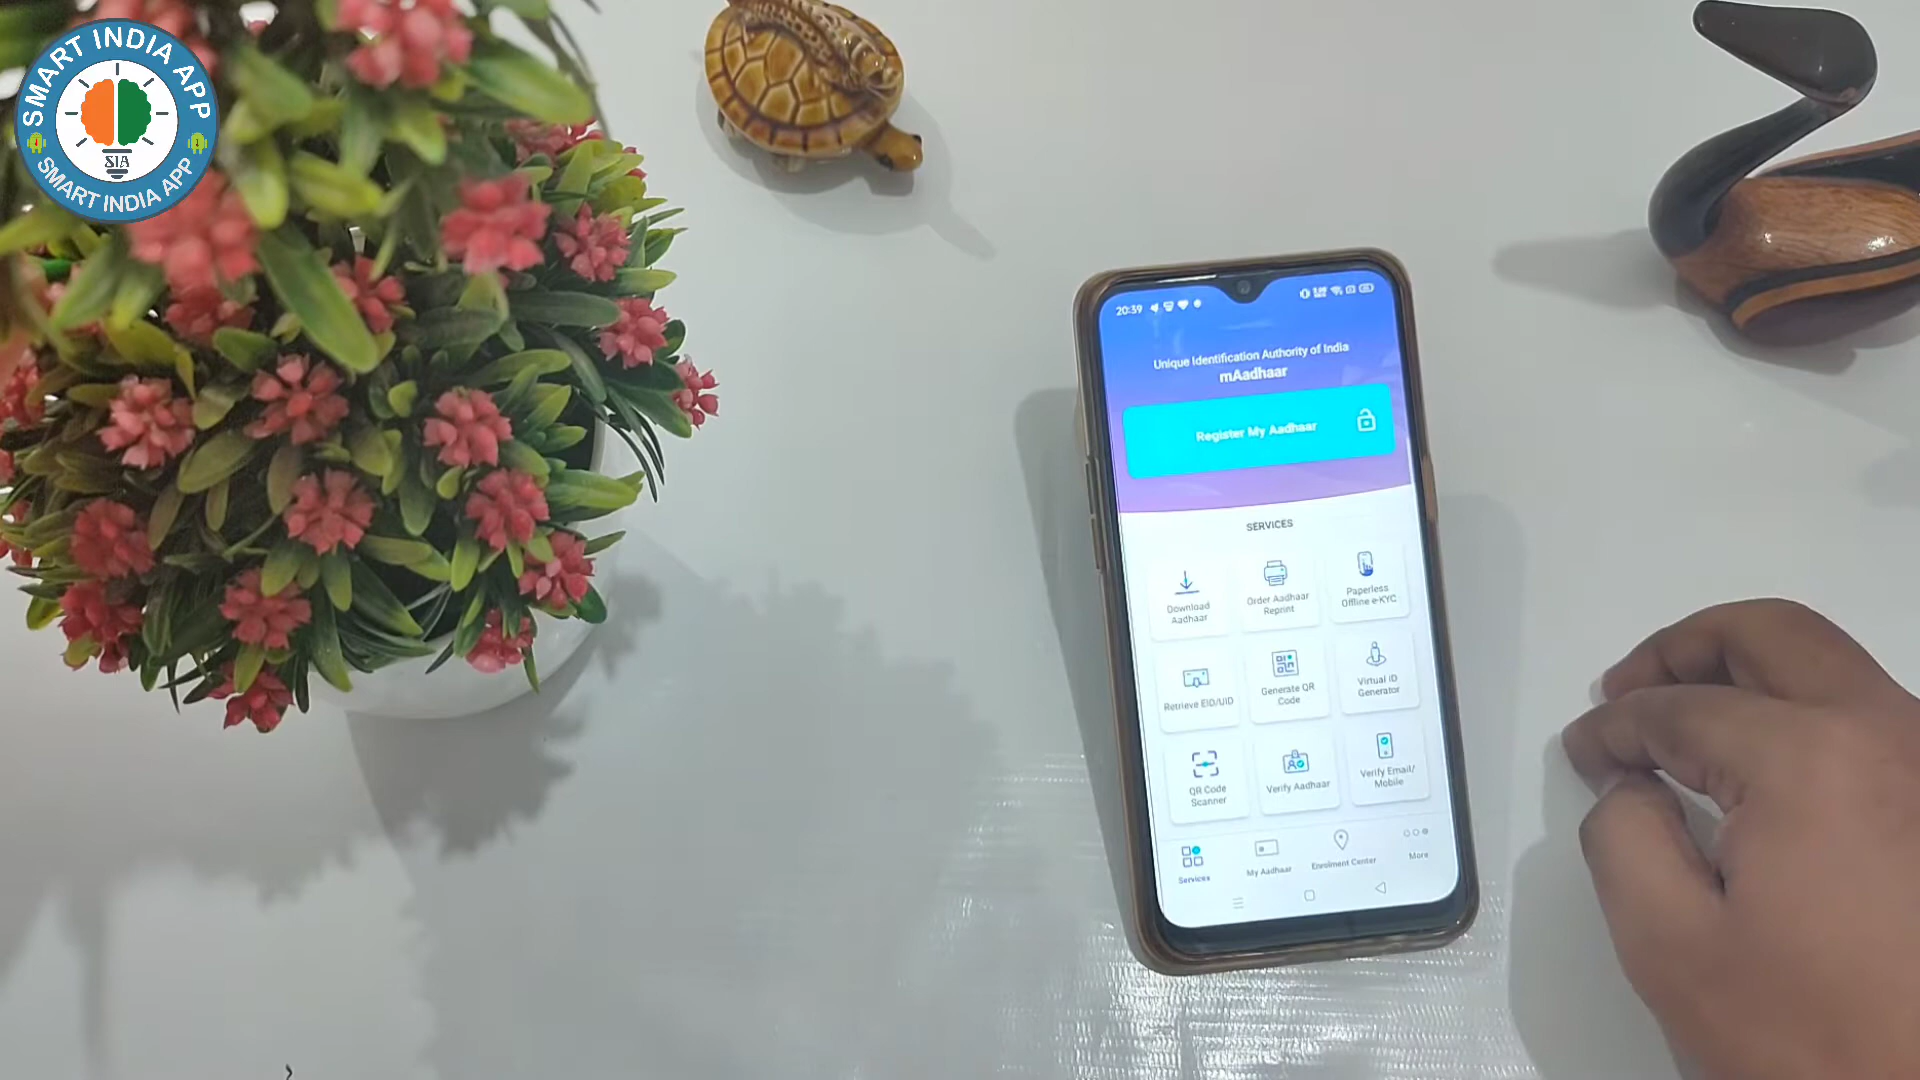 SMART INDIA APP
SIA
SMART INDIA APP
20:39
Unique Identification Authority of India
mAadhaar
Register My Aadhaar
SERVICES
Download Aadhaar
Order Aadhaar Reprint
Paperless Offline e-KYC
Retrieve EID/UID
Generate QR Code
Virtual ID Generator
QR Code Scanner
Verify Aadhaar
Verify Email/ Mobile
Services
My Aadhaar
Enrolment Center
More